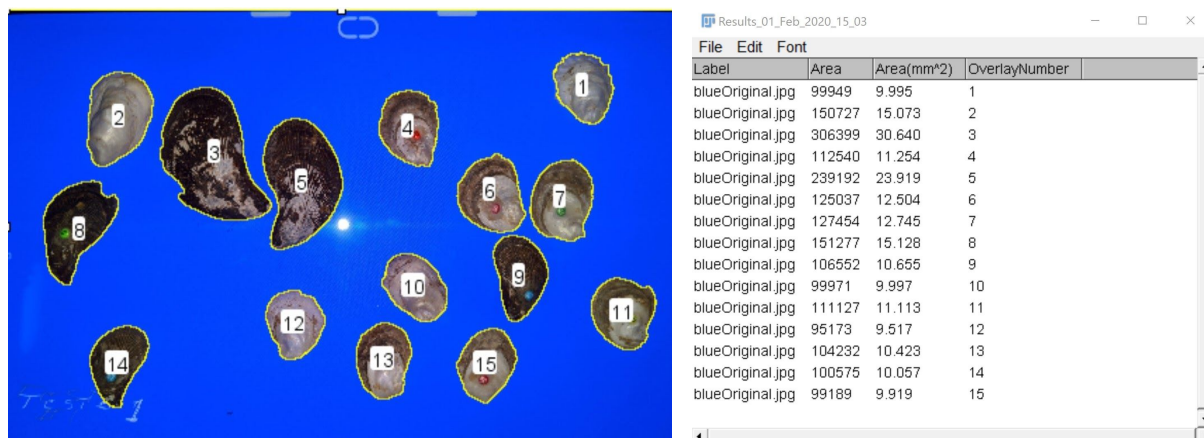 1
2
3
4
5
6
7
8
9
10
11
12
13
14
15
TESTE 1
Results_01_Feb_2020_15_03
File Edit Font
Label Area Area(mm^2) OverlayNumber
blueOriginal.jpg 99949 9.995 1
blueOriginal.jpg 150727 15.073 2
blueOriginal.jpg 306399 30.640 3
blueOriginal.jpg 112540 11.254 4
blueOriginal.jpg 239192 23.919 5
blueOriginal.jpg 125037 12.504 6
blueOriginal.jpg 127454 12.745 7
blueOriginal.jpg 151277 15.128 8
blueOriginal.jpg 106552 10.655 9
blueOriginal.jpg 99971 9.997 10
blueOriginal.jpg 111127 11.113 11
blueOriginal.jpg 95173 9.517 12
blueOriginal.jpg 104232 10.423 13
blueOriginal.jpg 100575 10.057 14
blueOriginal.jpg 99189 9.919 15